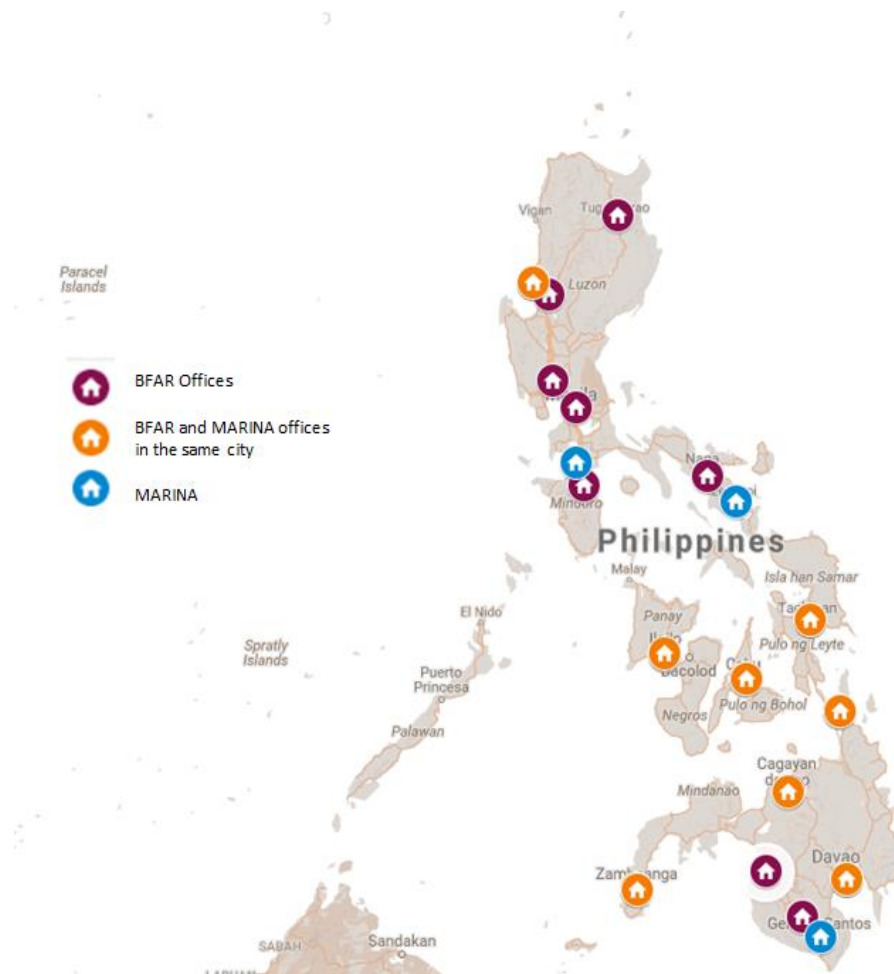 Vigan
Luzon
Paracel
Islands
BFAR Offices
BFAR and MARINA offices
in the same city
MARINA
Mindoro
Philippines
Malay
Isla han Samar
El Nido
Panay
Pulo ng Leyte
Spratly
Islands
Bacolod
Puerto
Princesa
Pulo ng Bohol
Negros
Palawan
Cagayan
Mindanao
Davao
SABAH
Sandakan